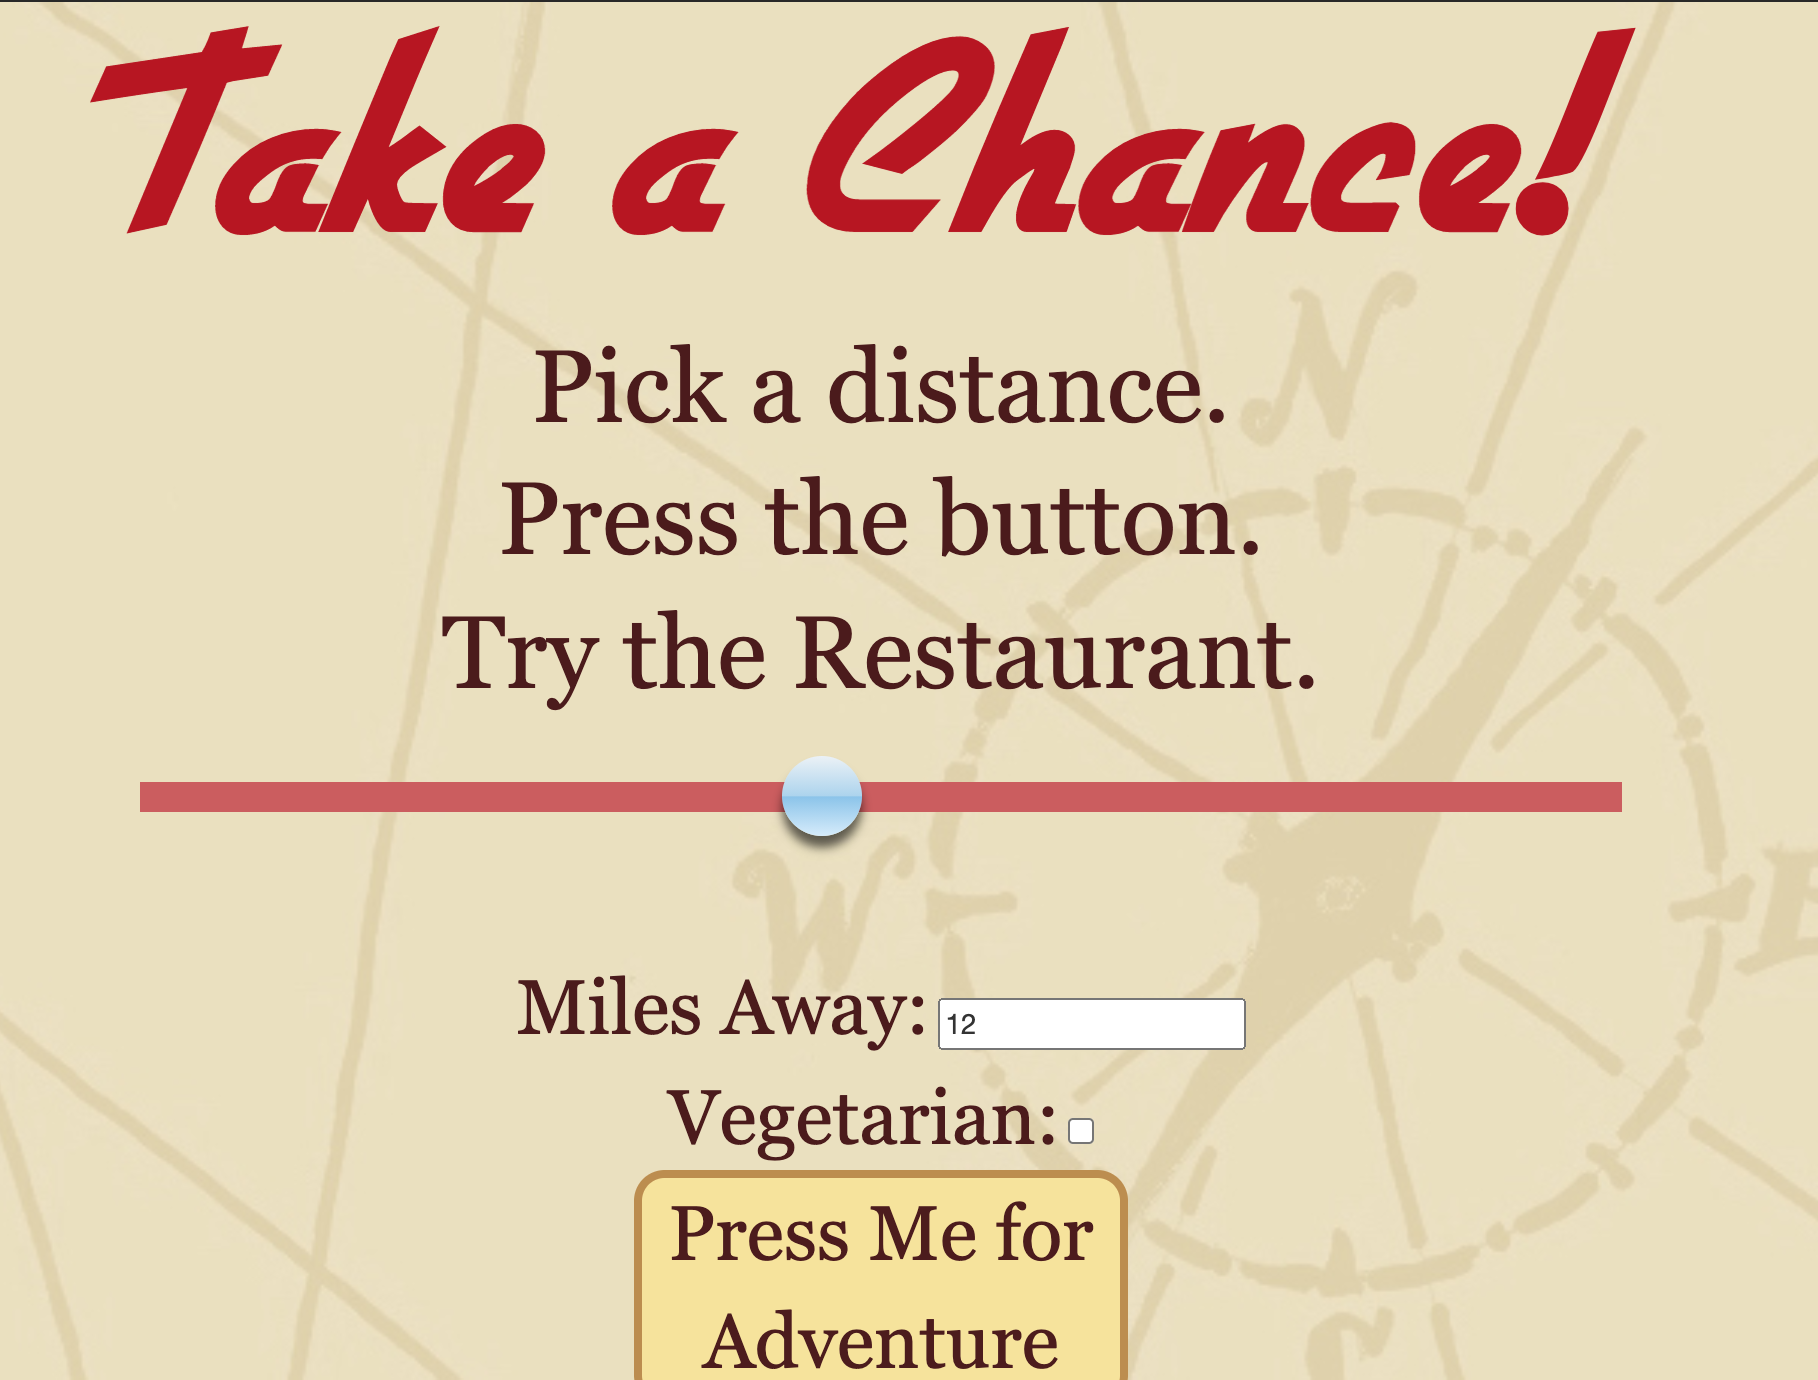 Take a Chance!
Pick a distance.
Press the button.
Try the Restaurant.
N
W
E
Miles Away: 12
Vegetarian:
Press Me for
Adventure